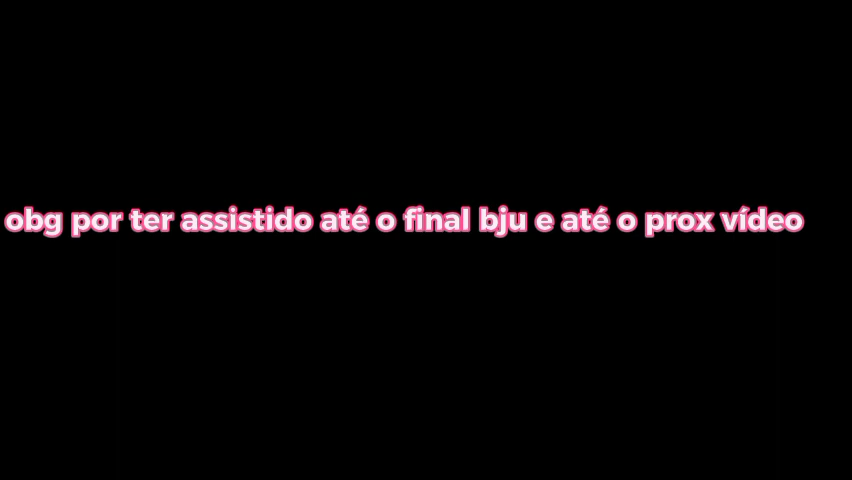 obg por ter assistido até o final bju e até o prox vídeo